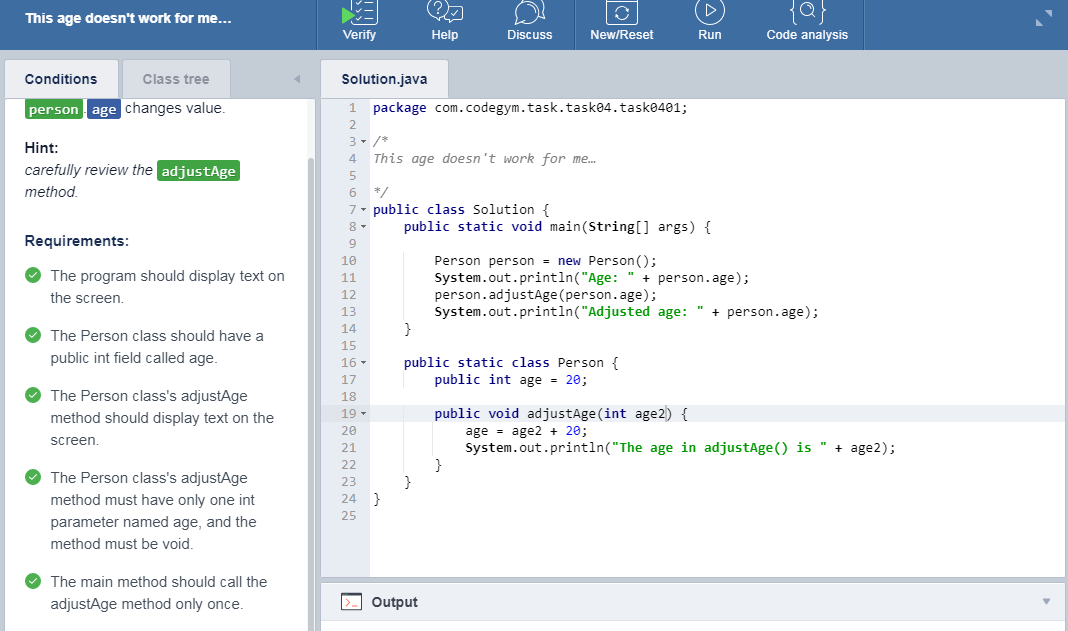 This age doesn't work for me...
Verify
Help
Discuss
New/Reset
Run
Code analysis
Conditions
Class tree
person . age changes value.
Hint:
carefully review the adjustAge
method.
Requirements:
The program should display text on
the screen.
The Person class should have a
public int field called age.
The Person class's adjustAge
method should display text on the
screen.
The Person class's adjustAge
method must have only one int
parameter named age, and the
method must be void.
The main method should call the
adjustAge method only once.
Solution.java
1 package com.codegym.task.task04.task0401;
2
3 /*
4 This age doesn't work for me…
5
6 */
7 public class Solution {
8     public static void main(String[] args) {
9
10         Person person = new Person();
11         System.out.println("Age: " + person.age);
12         person.adjustAge(person.age);
13         System.out.println("Adjusted age: " + person.age);
14     }
15
16     public static class Person {
17         public int age = 20;
18
19         public void adjustAge(int age2) {
20             age = age2 + 20;
21             System.out.println("The age in adjustAge() is " + age2);
22         }
23     }
24 }
25
Output